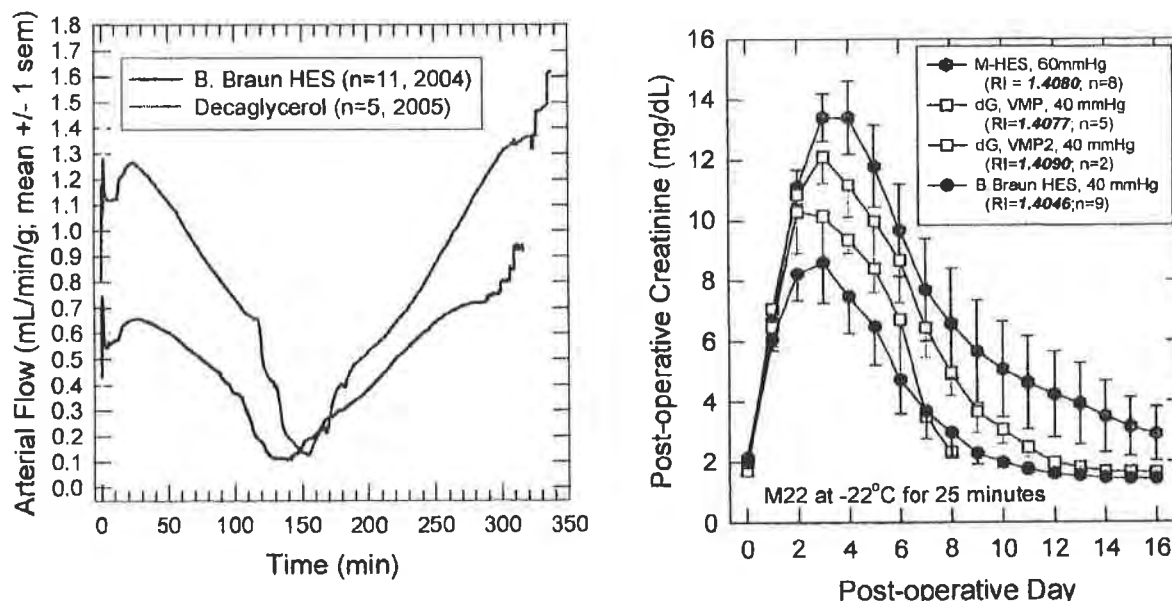 1.8
1.7
1.6
1.5
1.4
1.3
1.2
1.1
1.0
0.9
0.8
0.7
0.6
0.5
0.4
0.3
0.2
0.1
0.0
Arterial Flow (mL/min/g; mean +/- 1 sem)
B. Braun HES (n=11, 2004)
Decaglycerol (n=5, 2005)
0 50 100 150 200 250 300 350
Time (min)
16
14
12
10
8
6
4
2
0
Post-operative Creatinine (mg/dL)
M-HES, 60mmHg
(RI = 1.4080; n=8)
dG, VMP, 40 mmHg
(RI=1.4077; n=5)
dG, VMP2, 40 mmHg
(RI=1.4090; n=2)
B.Braun HES, 40 mmHg
(RI=1.4046;n=9)
M22 at -22°C for 25 minutes
0 2 4 6 8 10 12 14 16
Post-operative Day